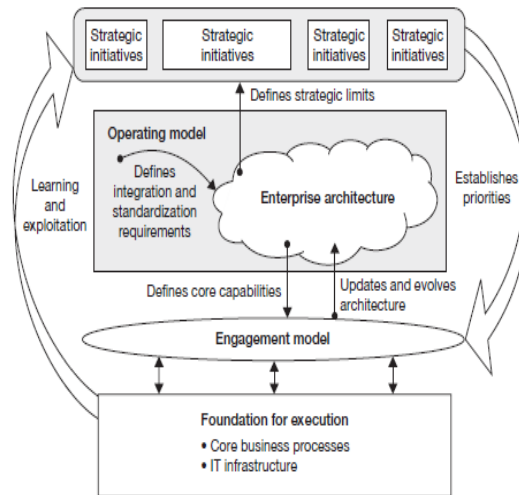 Strategic
initiatives
Strategic
initiatives
Strategic
initiatives
Strategic
initiatives
Defines strategic limits
Operating model
Defines
integration and
standardization
requirements
Enterprise architecture
Learning
and
exploitation
Establishes
priorities
Defines core capabilities
Updates and evolves
architecture
Engagement model
Foundation for execution
• Core business processes
• IT infrastructure